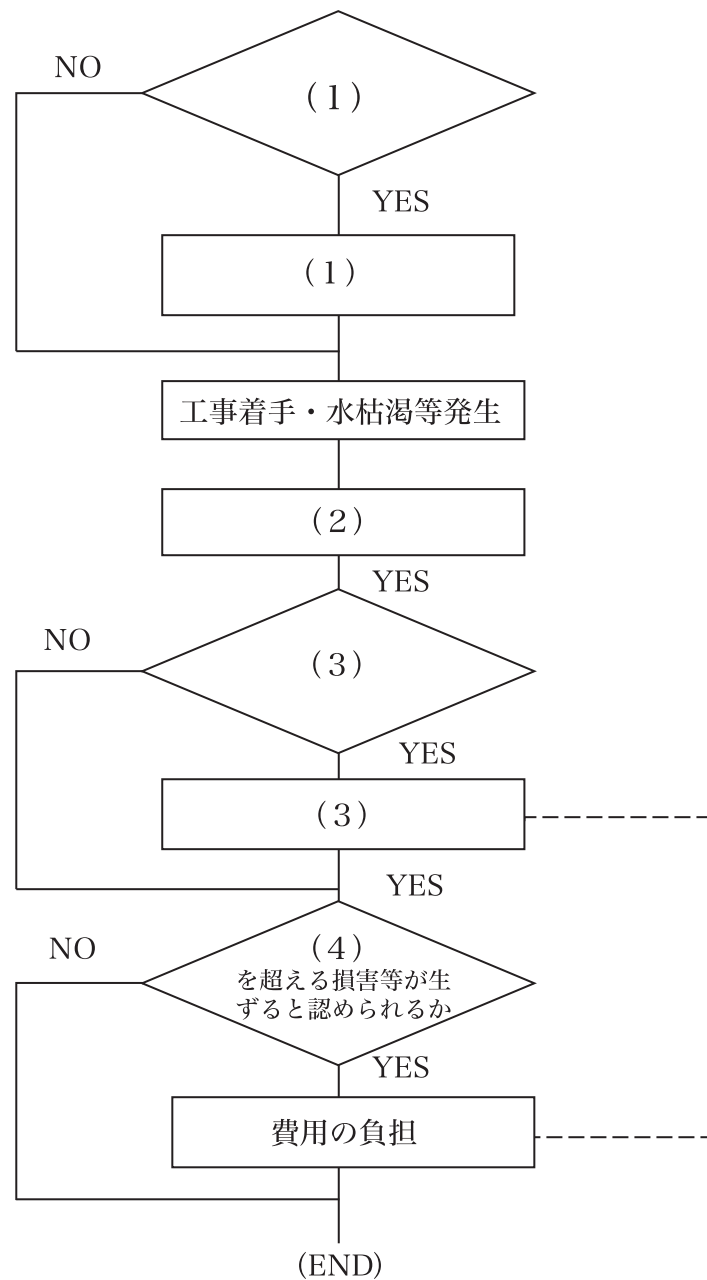 NO
（１）
YES
（１）
工事着手・水枯渇等発生
（２）
YES
NO
（３）
YES
（３）
YES
NO
（４）
を超える損害等が生
ずると認められるか
YES
費用の負担
(END)